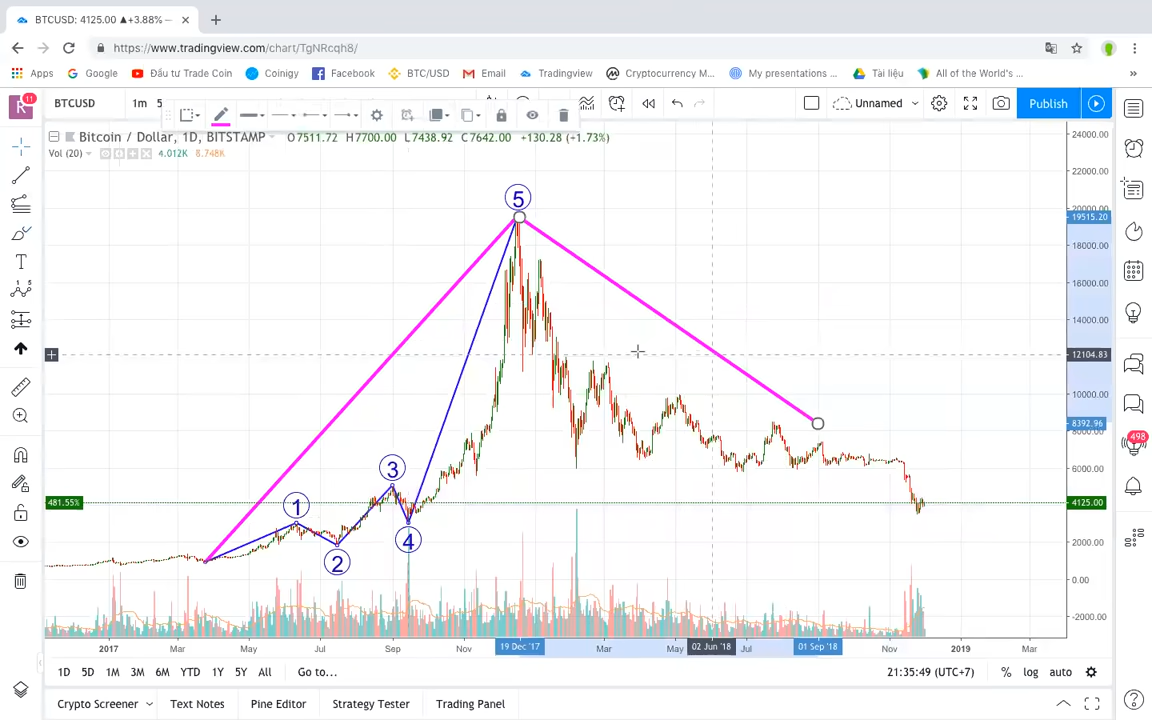 BTCUSD: 4125.00 ▲+3.88% —
https://www.tradingview.com/chart/TgNRcqh8/
Apps Google Đầu tư Trade Coin Coinigy Facebook BTC/USD Email Tradingview Cryptocurrency M... My presentations ... Tài liệu All of the World's ... »
R 11 BTCUSD 1m 5 Unnamed Publish
Bitcoin / Dollar, 1D, BITSTAMP O7511.72 H7700.00 L7438.92 C7642.00 +130.28 (+1.73%)
Vol (20) 4.012K 8.748K
24000.00
22000.00
20000.00
19515.20
18000.00
16000.00
14000.00
12104.83
10000.00
8392.96
8000.00
6000.00
481.55% 4125.00
2000.00
0.00
-2000.00
5
3
1
4
2
498
2017 Mar May Jul Sep Nov 19 Dec '17 Mar May 02 Jun '18 Jul 01 Sep '18 Nov 2019 Mar
1D 5D 1M 3M 6M YTD 1Y 5Y All Go to... 21:35:49 (UTC+7) % log auto
Crypto Screener Text Notes Pine Editor Strategy Tester Trading Panel